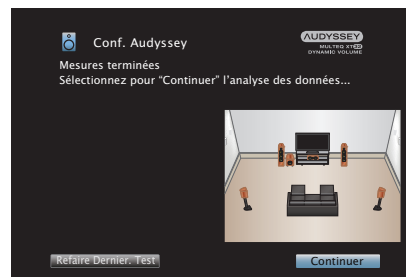 Conf. Audyssey
AUDYSSEY
MULTEQ XT32
DYNAMIC VOLUME
Mesures terminées
Sélectionnez pour “Continuer” l’analyse des données...
Refaire Dernier. Test
Continuer